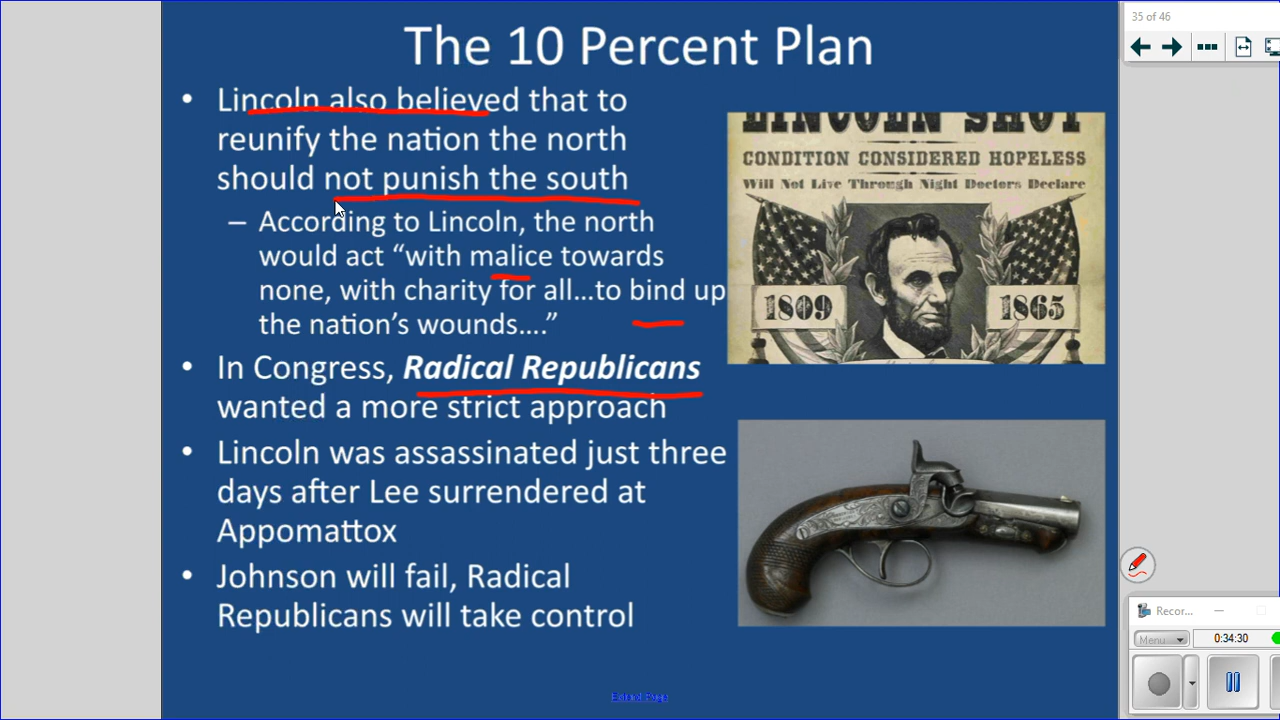 The 10 Percent Plan
• Lincoln also believed that to
reunify the nation the north
should not punish the south
– According to Lincoln, the north
would act “with malice towards
none, with charity for all…to bind up
the nation’s wounds….”
• In Congress, Radical Republicans
wanted a more strict approach
• Lincoln was assassinated just three
days after Lee surrendered at
Appomattox
• Johnson will fail, Radical
Republicans will take control
LINCOLN SHOT
CONDITION CONSIDERED HOPELESS
Will Not Live Through Night Doctors Declare
1809
1865
Extend Page
35 of 46
Recor...
Menu
0:34:30